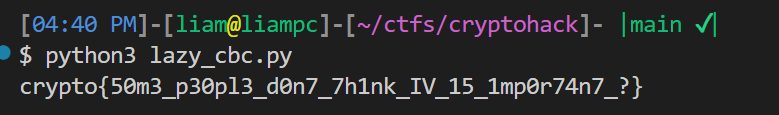 [04:40 PM]-[liam@liampc]-[~/ctfs/cryptohack]- |main ✓|
$ python3 lazy_cbc.py
crypto{50m3_p30pl3_d0n7_7h1nk_IV_15_1mp0r74n7_?}